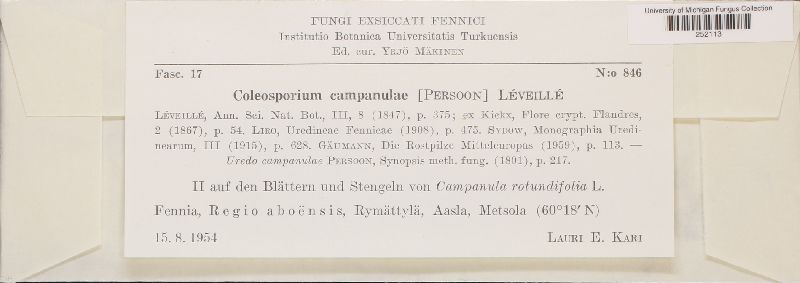 University of Michigan Fungus Collection
252113
FUNGI EXSICCATI FENNICI
Institutio Botanica Universitatis Turkuensis
Ed. cur. YRJÖ MÄKINEN
Fasc. 17 N:o 846
Coleosporium campanulae [PERSOON] LÉVEILLÉ
LÉVEILLÉ, Ann. Sci. Nat. Bot., III, 8 (1847), p. 375; ex Kickx, Flore crypt. Flandres,
2 (1867), p. 54. LIRO, Uredineae Fennicae (1908), p. 475. SYDOW, Monographia Uredi-
nearum, III (1915), p. 628. GÄUMANN, Die Rostpilze Mitteleuropas (1959), p. 113. —
Uredo campanulae PERSOON, Synopsis meth. fung. (1801), p. 217.
II auf den Blättern und Stengeln von Campanula rotundifolia L.
Fennia, Regio aboënsis, Rymättylä, Aasla, Metsola (60°18′ N)
15. 8. 1954 LAURI E. KARI